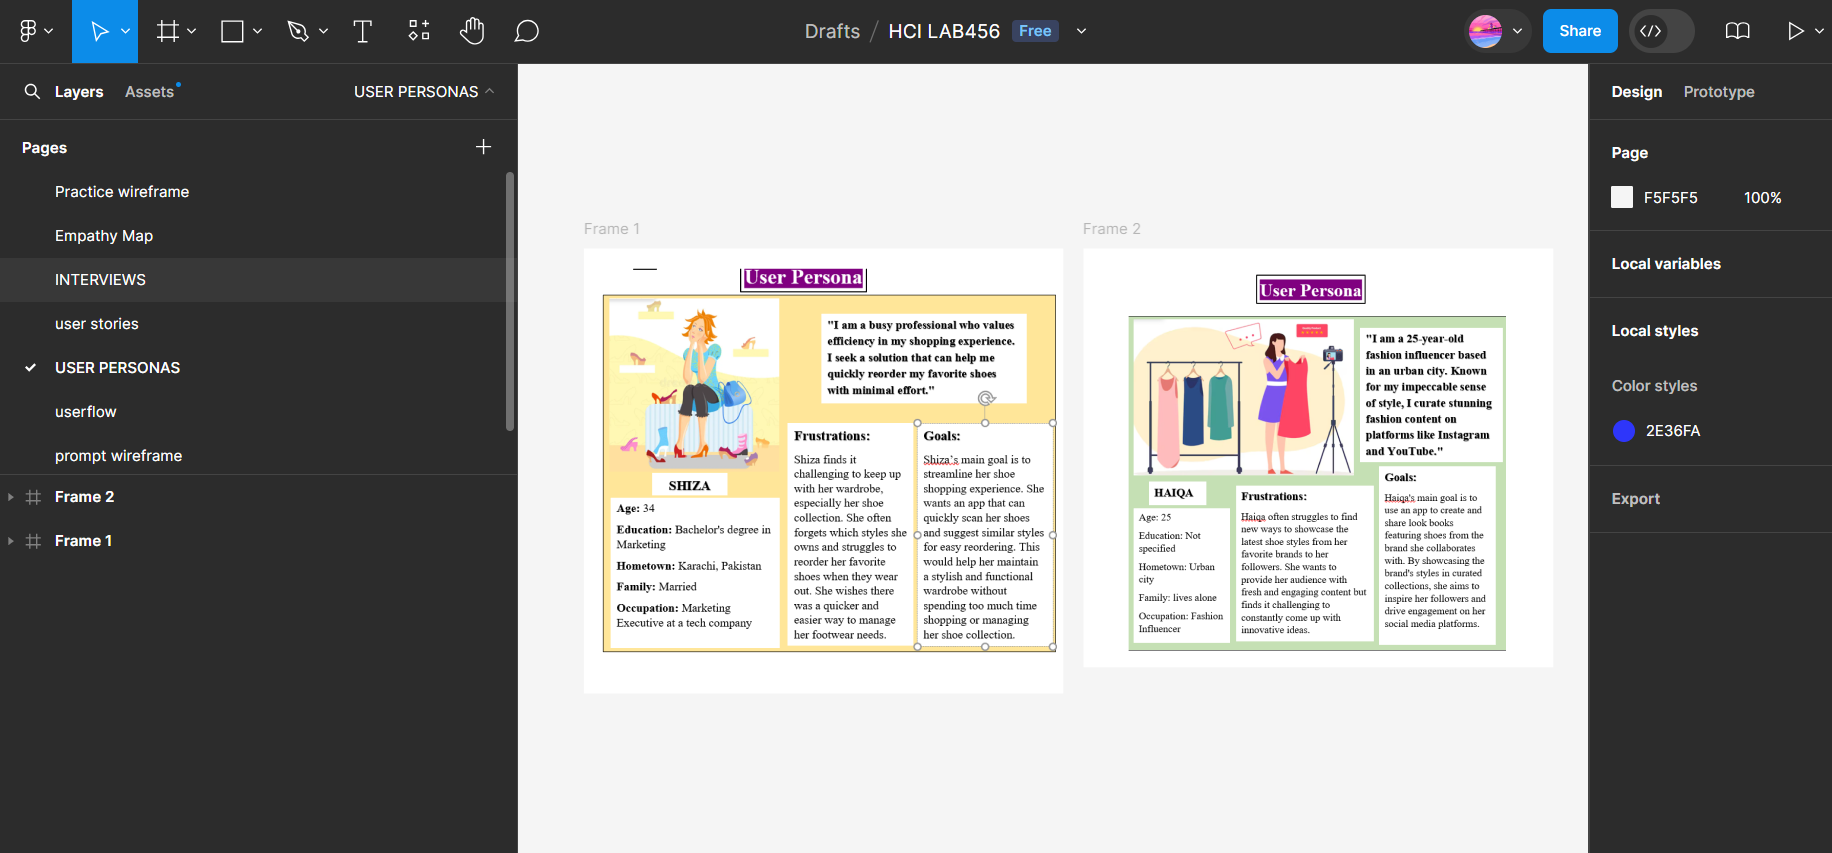 Drafts / HCI LAB456 Free
Share
Layers Assets USER PERSONAS
Pages
Practice wireframe
Empathy Map
INTERVIEWS
user stories
USER PERSONAS
userflow
prompt wireframe
Frame 2
Frame 1
Frame 1
User Persona
"I am a busy professional who values
efficiency in my shopping experience.
I seek a solution that can help me
quickly reorder my favorite shoes
with minimal effort."
SHIZA
Age: 34
Education: Bachelor's degree in
Marketing
Hometown: Karachi, Pakistan
Family: Married
Occupation: Marketing
Executive at a tech company
Frustrations:
Shiza finds it
challenging to keep up
with her wardrobe,
especially her shoe
collection. She often
forgets which styles she
owns and struggles to
reorder her favorite
shoes when they wear
out. She wishes there
was a quicker and
easier way to manage
her footwear needs.
Goals:
Shiza's main goal is to
streamline her shoe
shopping experience. She
wants an app that can
quickly scan her shoes
and suggest similar styles
for easy reordering. This
would help her maintain
a stylish and functional
wardrobe without
spending too much time
shopping or managing
her shoe collection.
Frame 2
User Persona
"I am a 25-year-old
fashion influencer based
in an urban city. Known
for my impeccable sense
of style, I curate stunning
fashion content on
platforms like Instagram
and YouTube."
HAIQA
Age: 25
Education: Not
specified
Hometown: Urban
city
Family: lives alone
Occupation: Fashion
Influencer
Frustrations:
Haiqa often struggles to find
new ways to showcase the
latest shoe styles from her
favorite brands to her
followers. She wants to
provide her audience with
fresh and engaging content but
finds it challenging to
constantly come up with
innovative ideas.
Goals:
Haiqa's main goal is to
use an app to create and
share look books
featuring shoes from the
brand she collaborates
with. By showcasing the
brand's styles in curated
collections, she aims to
inspire her followers and
drive engagement on her
social media platforms.
Design Prototype
Page
F5F5F5 100%
Local variables
Local styles
Color styles
2E36FA
Export